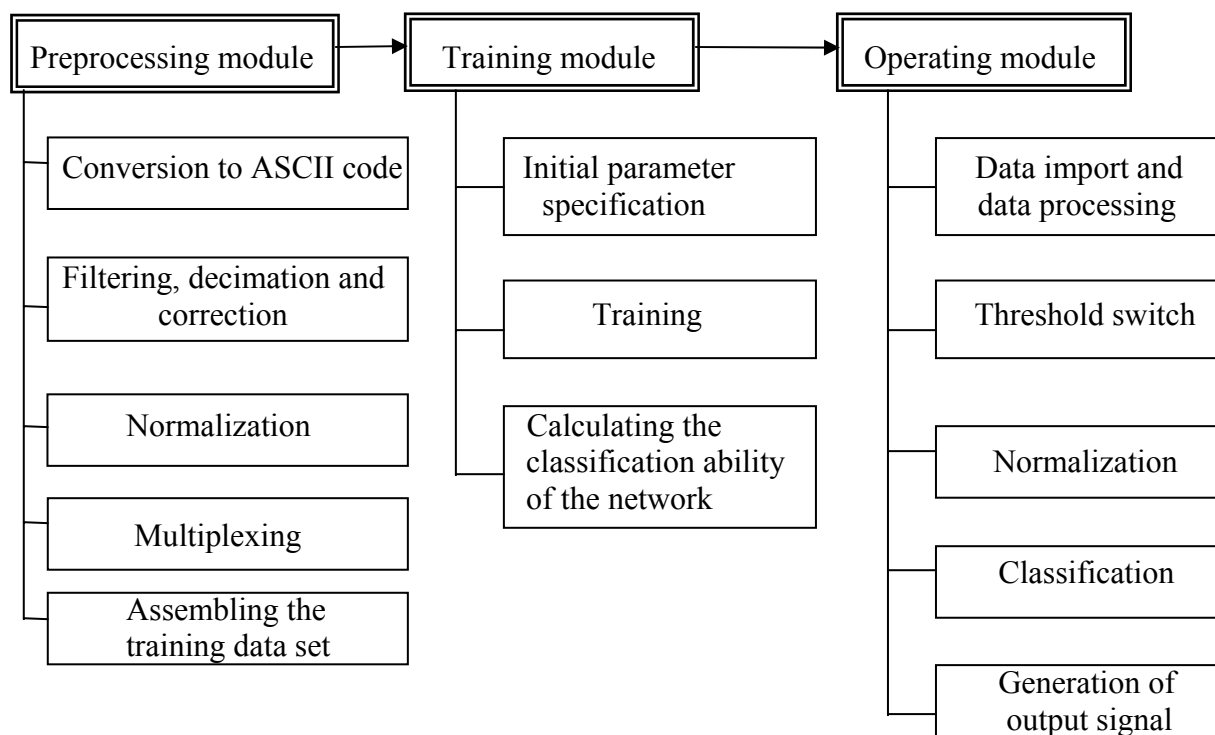 Preprocessing module
Training module
Operating module
Conversion to ASCII code
Filtering, decimation and
correction
Normalization
Multiplexing
Assembling the
training data set
Initial parameter
specification
Training
Calculating the
classification ability
of the network
Data import and
data processing
Threshold switch
Normalization
Classification
Generation of
output signal